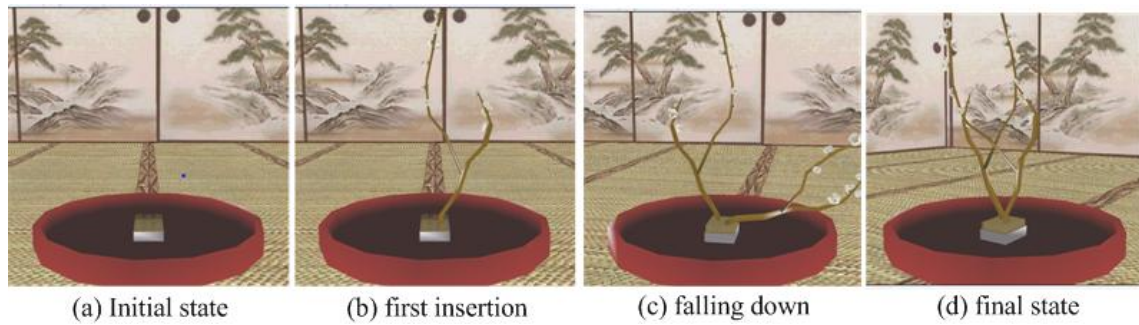 (a) Initial state
(b) first insertion
(c) falling down
(d) final state